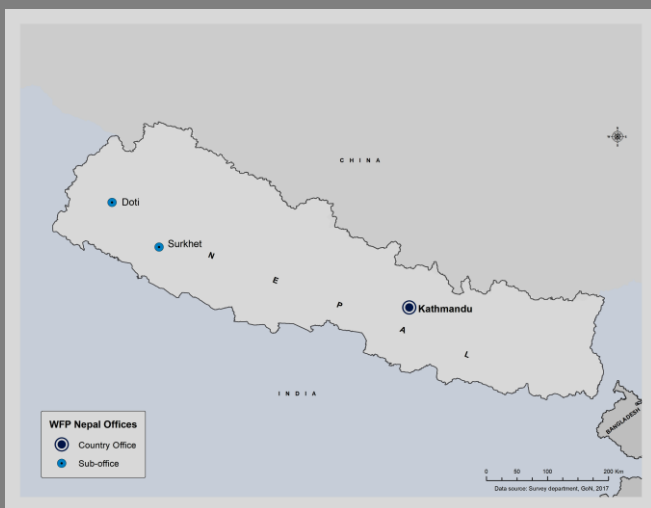 CHINA
Doti
Surkhet
NEPAL
Kathmandu
INDIA
BANGLADESH
WFP Nepal Offices
Country Office
Sub-office
0 50 100 200 Km
Data source: Survey department, GoN, 2017